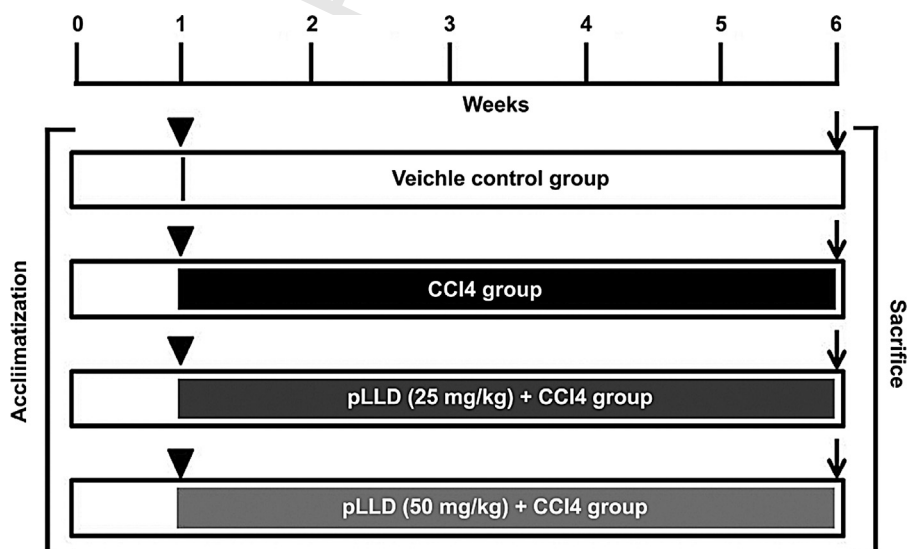 0 1 2 3 4 5 6
Weeks
Veichle control group
CCl4 group
pLLD (25 mg/kg) + CCl4 group
pLLD (50 mg/kg) + CCl4 group
Accliimatization
Sacrifice